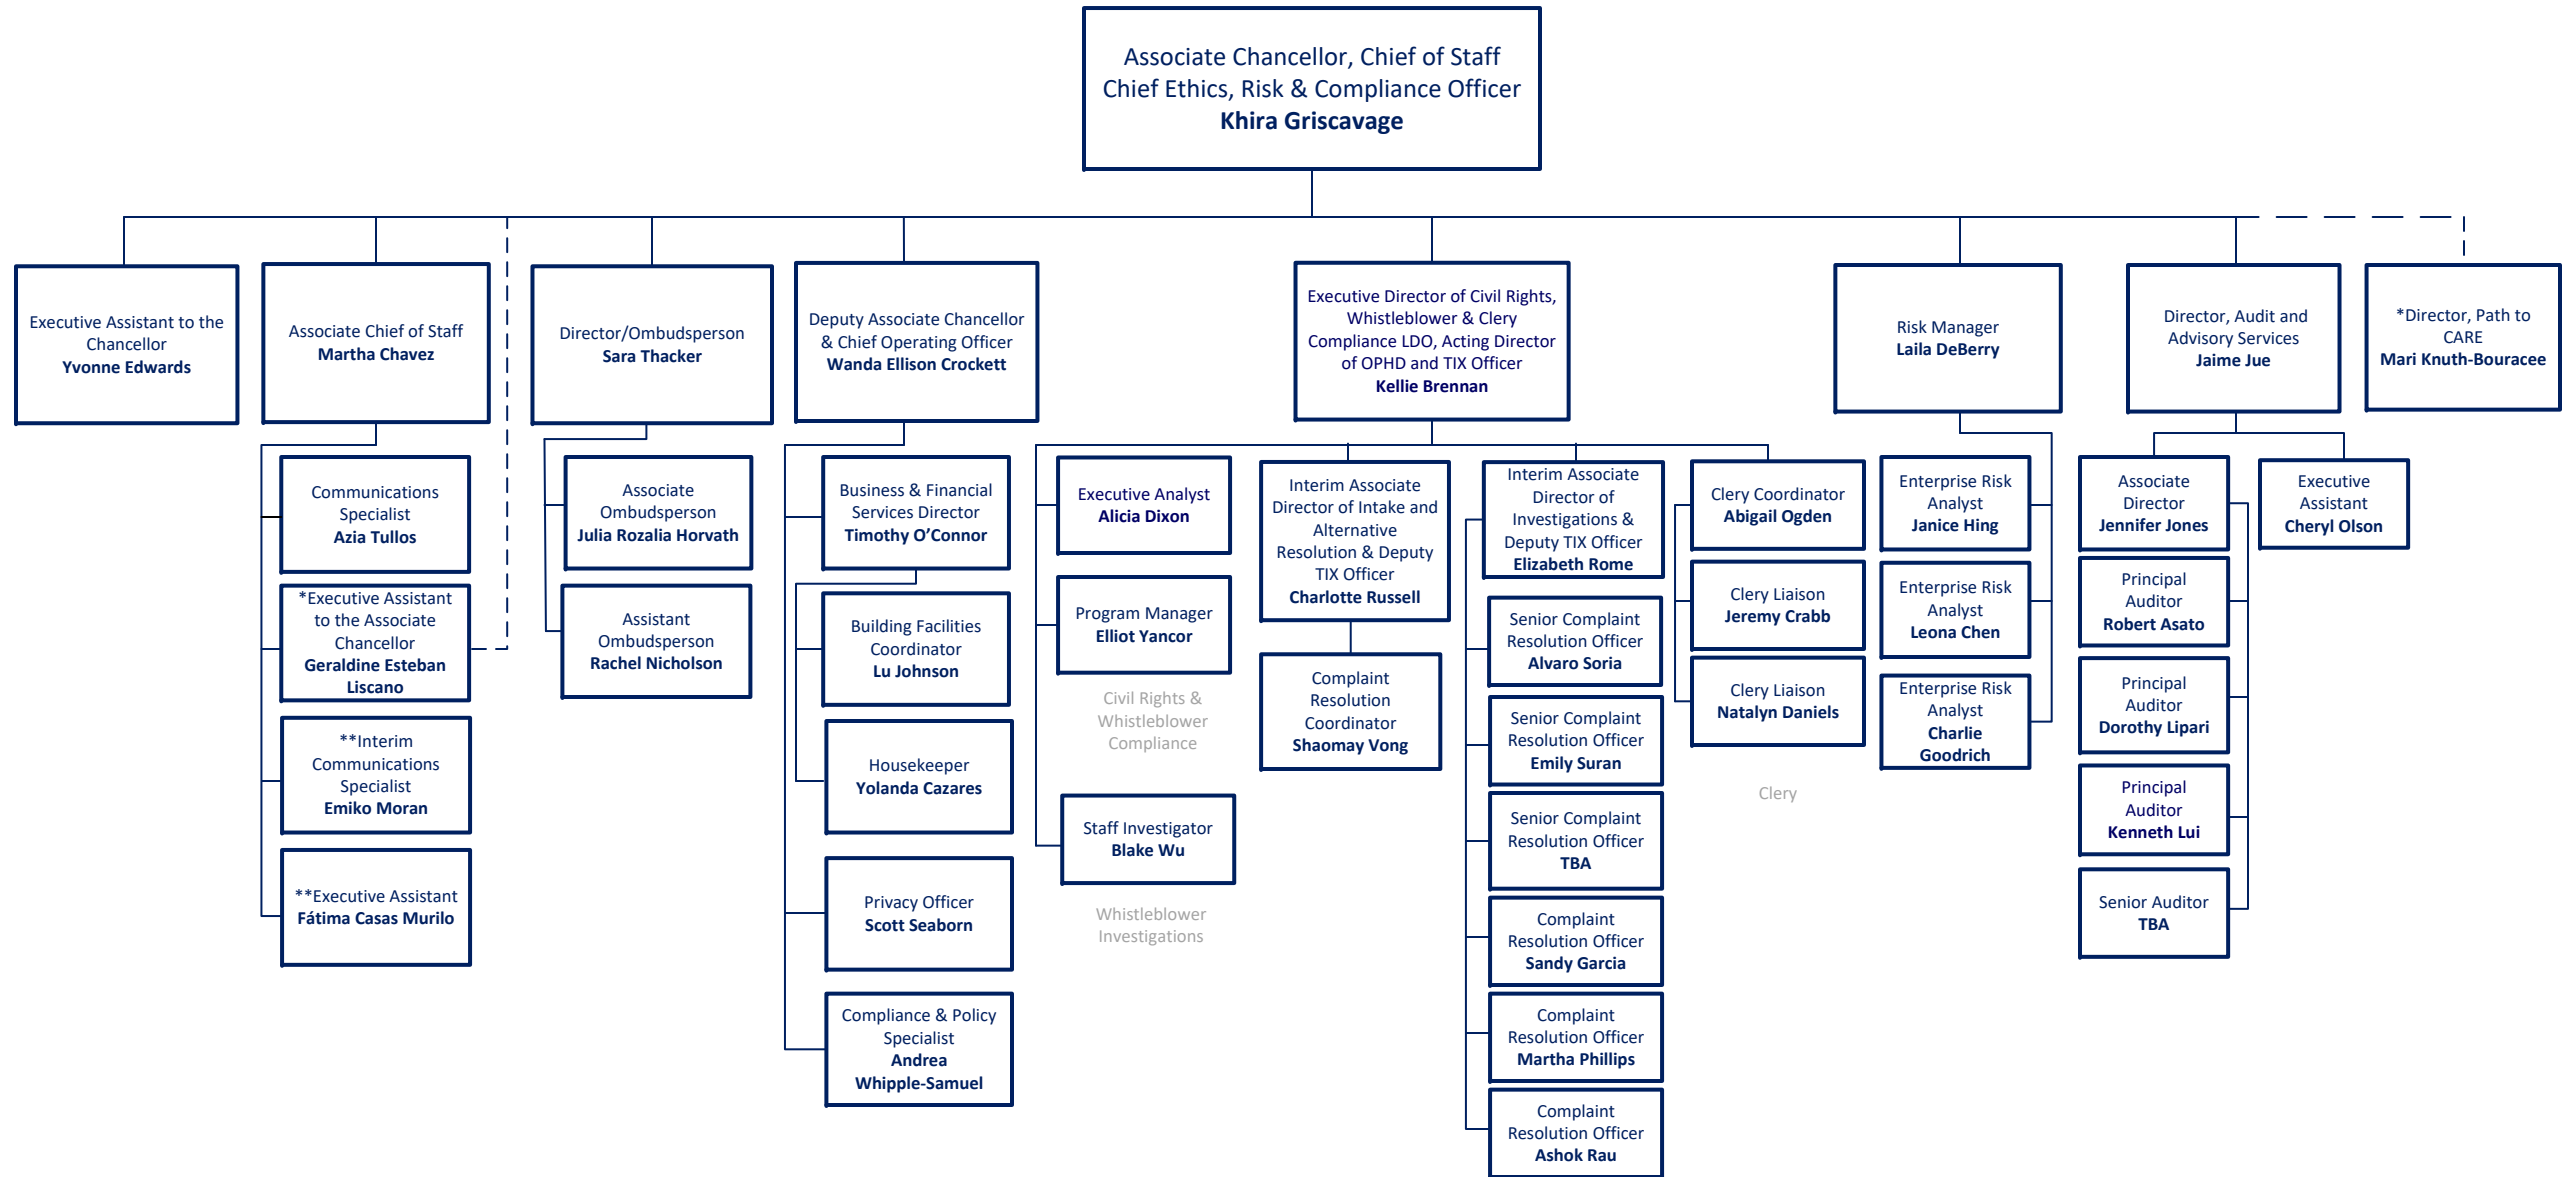 Associate Chancellor, Chief of Staff
Chief Ethics, Risk & Compliance Officer
Khira Griscavage
Executive Assistant to the
Chancellor
Yvonne Edwards
Associate Chief of Staff
Martha Chavez
Director/Ombudsperson
Sara Thacker
Deputy Associate Chancellor
& Chief Operating Officer
Wanda Ellison Crockett
Executive Director of Civil Rights,
Whistleblower & Clery
Compliance LDO, Acting Director
of OPHD and TIX Officer
Kellie Brennan
Risk Manager
Laila DeBerry
Director, Audit and
Advisory Services
Jaime Jue
*Director, Path to
CARE
Mari Knuth-Bouracee
Communications
Specialist
Azia Tullos
*Executive Assistant
to the Associate
Chancellor
Geraldine Esteban
Liscano
**Interim
Communications
Specialist
Emiko Moran
**Executive Assistant
Fátima Casas Murilo
Associate
Ombudsperson
Julia Rozalia Horvath
Assistant
Ombudsperson
Rachel Nicholson
Business & Financial
Services Director
Timothy O’Connor
Building Facilities
Coordinator
Lu Johnson
Housekeeper
Yolanda Cazares
Privacy Officer
Scott Seaborn
Compliance & Policy
Specialist
Andrea
Whipple-Samuel
Executive Analyst
Alicia Dixon
Program Manager
Elliot Yancor
Civil Rights &
Whistleblower
Compliance
Staff Investigator
Blake Wu
Whistleblower
Investigations
Interim Associate
Director of Intake and
Alternative
Resolution & Deputy
TIX Officer
Charlotte Russell
Complaint
Resolution
Coordinator
Shaomay Vong
Interim Associate
Director of
Investigations &
Deputy TIX Officer
Elizabeth Rome
Senior Complaint
Resolution Officer
Alvaro Soria
Senior Complaint
Resolution Officer
Emily Suran
Senior Complaint
Resolution Officer
TBA
Complaint
Resolution Officer
Sandy Garcia
Complaint
Resolution Officer
Martha Phillips
Complaint
Resolution Officer
Ashok Rau
Clery Coordinator
Abigail Ogden
Clery Liaison
Jeremy Crabb
Clery Liaison
Natalyn Daniels
Clery
Enterprise Risk
Analyst
Janice Hing
Enterprise Risk
Analyst
Leona Chen
Enterprise Risk
Analyst
Charlie
Goodrich
Associate
Director
Jennifer Jones
Principal
Auditor
Robert Asato
Principal
Auditor
Dorothy Lipari
Principal
Auditor
Kenneth Lui
Senior Auditor
TBA
Executive
Assistant
Cheryl Olson